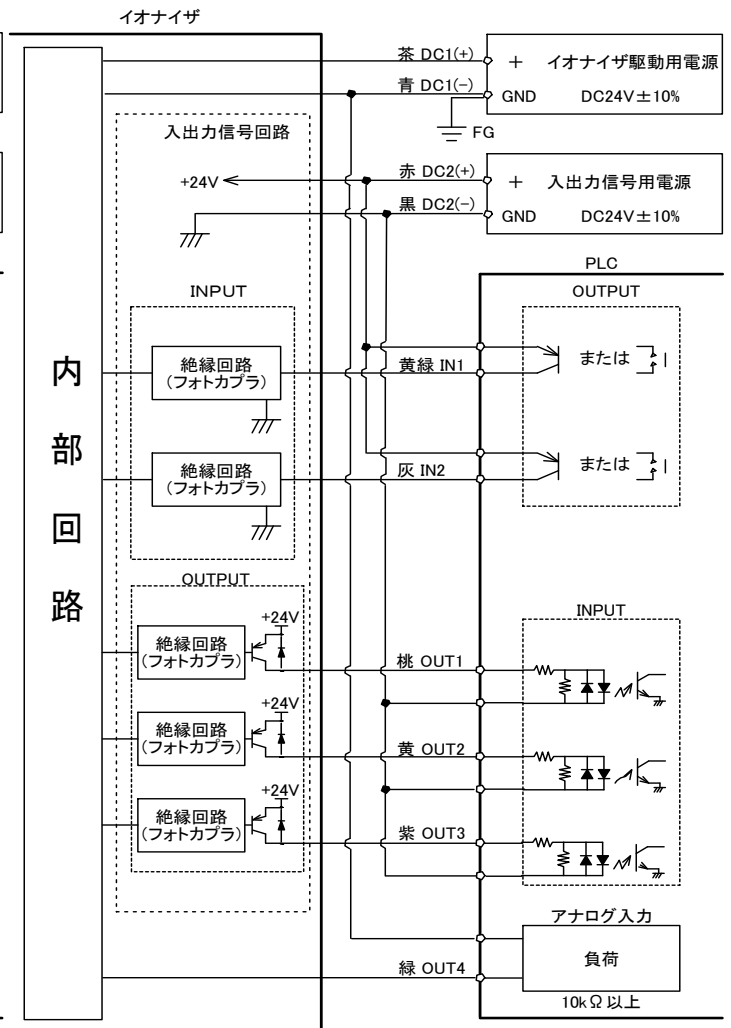 イオナイザ
茶 DC1(+)
+ イオナイザ駆動用電源
青 DC1(-)
GND DC24V±10%
FG
入出力信号回路
+24V
赤 DC2(+)
+ 入出力信号用電源
黒 DC2(-)
GND DC24V±10%
PLC
INPUT
OUTPUT
絶縁回路
(フォトカプラ)
黄緑 IN1
または
絶縁回路
(フォトカプラ)
灰 IN2
または
内部回路
OUTPUT
INPUT
+24V
絶縁回路
(フォトカプラ)
桃 OUT1
+24V
絶縁回路
(フォトカプラ)
黄 OUT2
+24V
絶縁回路
(フォトカプラ)
紫 OUT3
アナログ入力
負荷
緑 OUT4
10kΩ以上